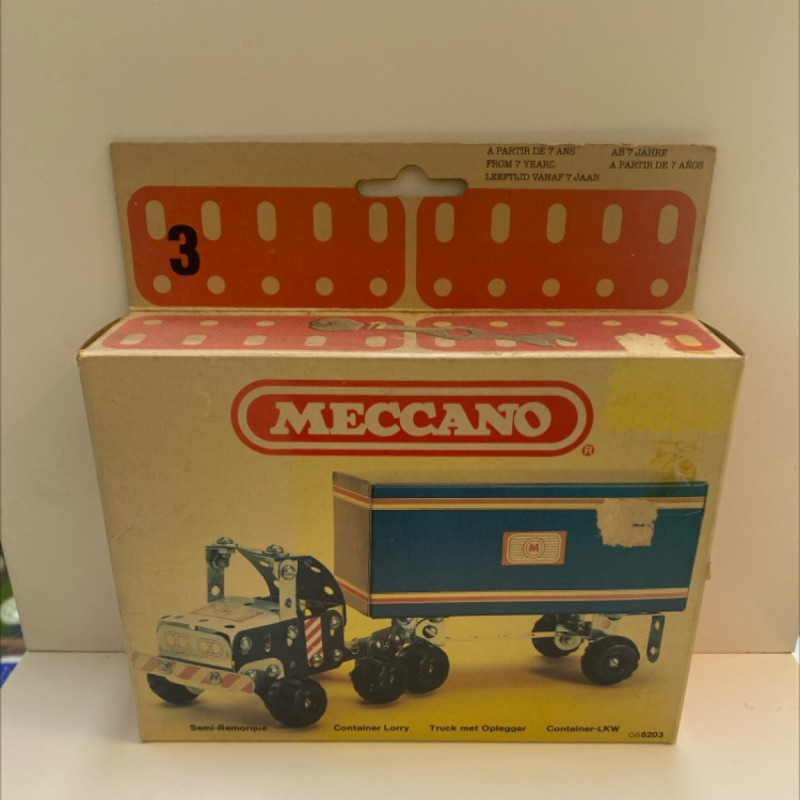 A PARTIR DE 7 ANS
FROM 7 YEARS.
LEEFTIJD VANAF 7 JAAR
AB 7 JAHRE
A PARTIR DE 7 AÑOS
3
MECCANO
®
M
Semi-Remorque
Container Lorry
Truck met Oplegger
Container-LKW
086203